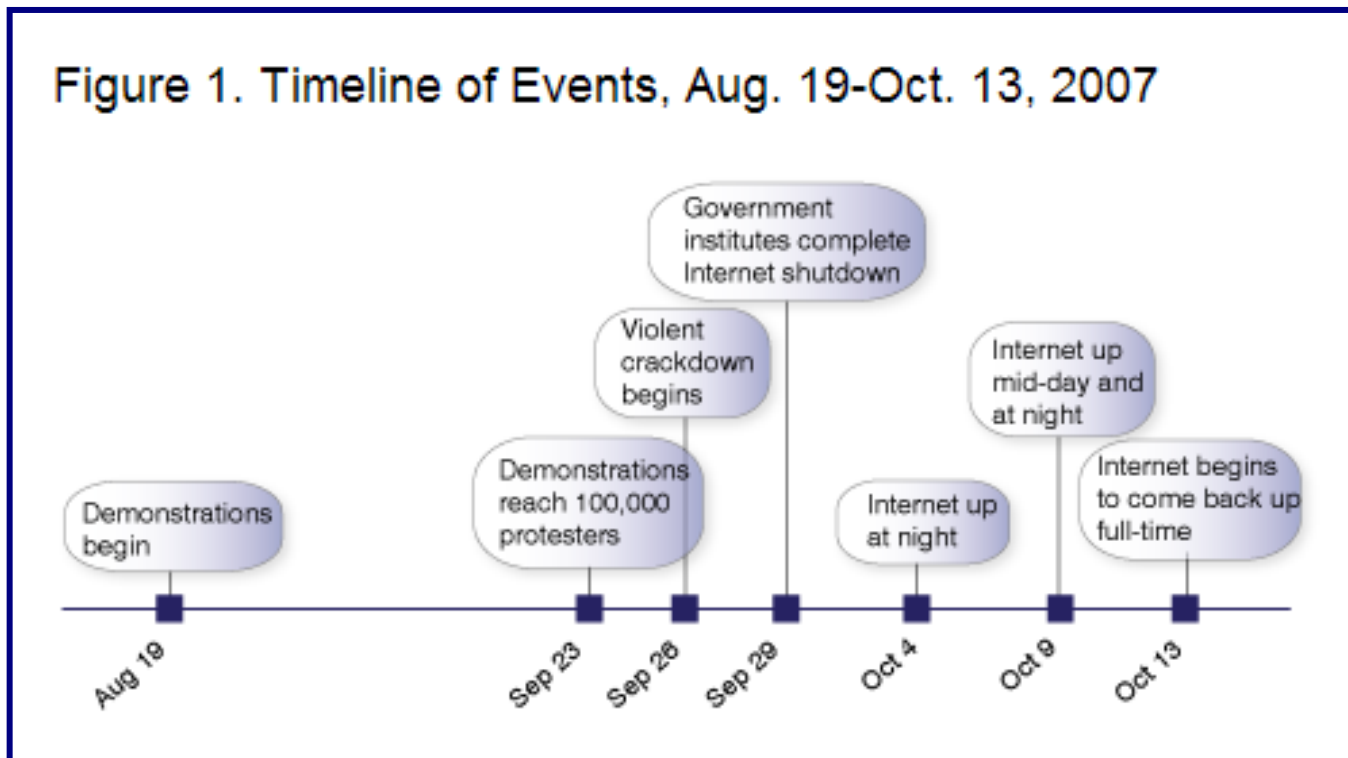 Figure 1. Timeline of Events, Aug. 19-Oct. 13, 2007
Government
institutes complete
Internet shutdown
Violent
crackdown
begins
Internet up
mid-day and
at night
Demonstrations
reach 100,000
protesters
Internet begins
to come back up
full-time
Demonstrations
begin
Internet up
at night
Aug 19
Sep 23
Sep 26
Sep 29
Oct 4
Oct 9
Oct 13